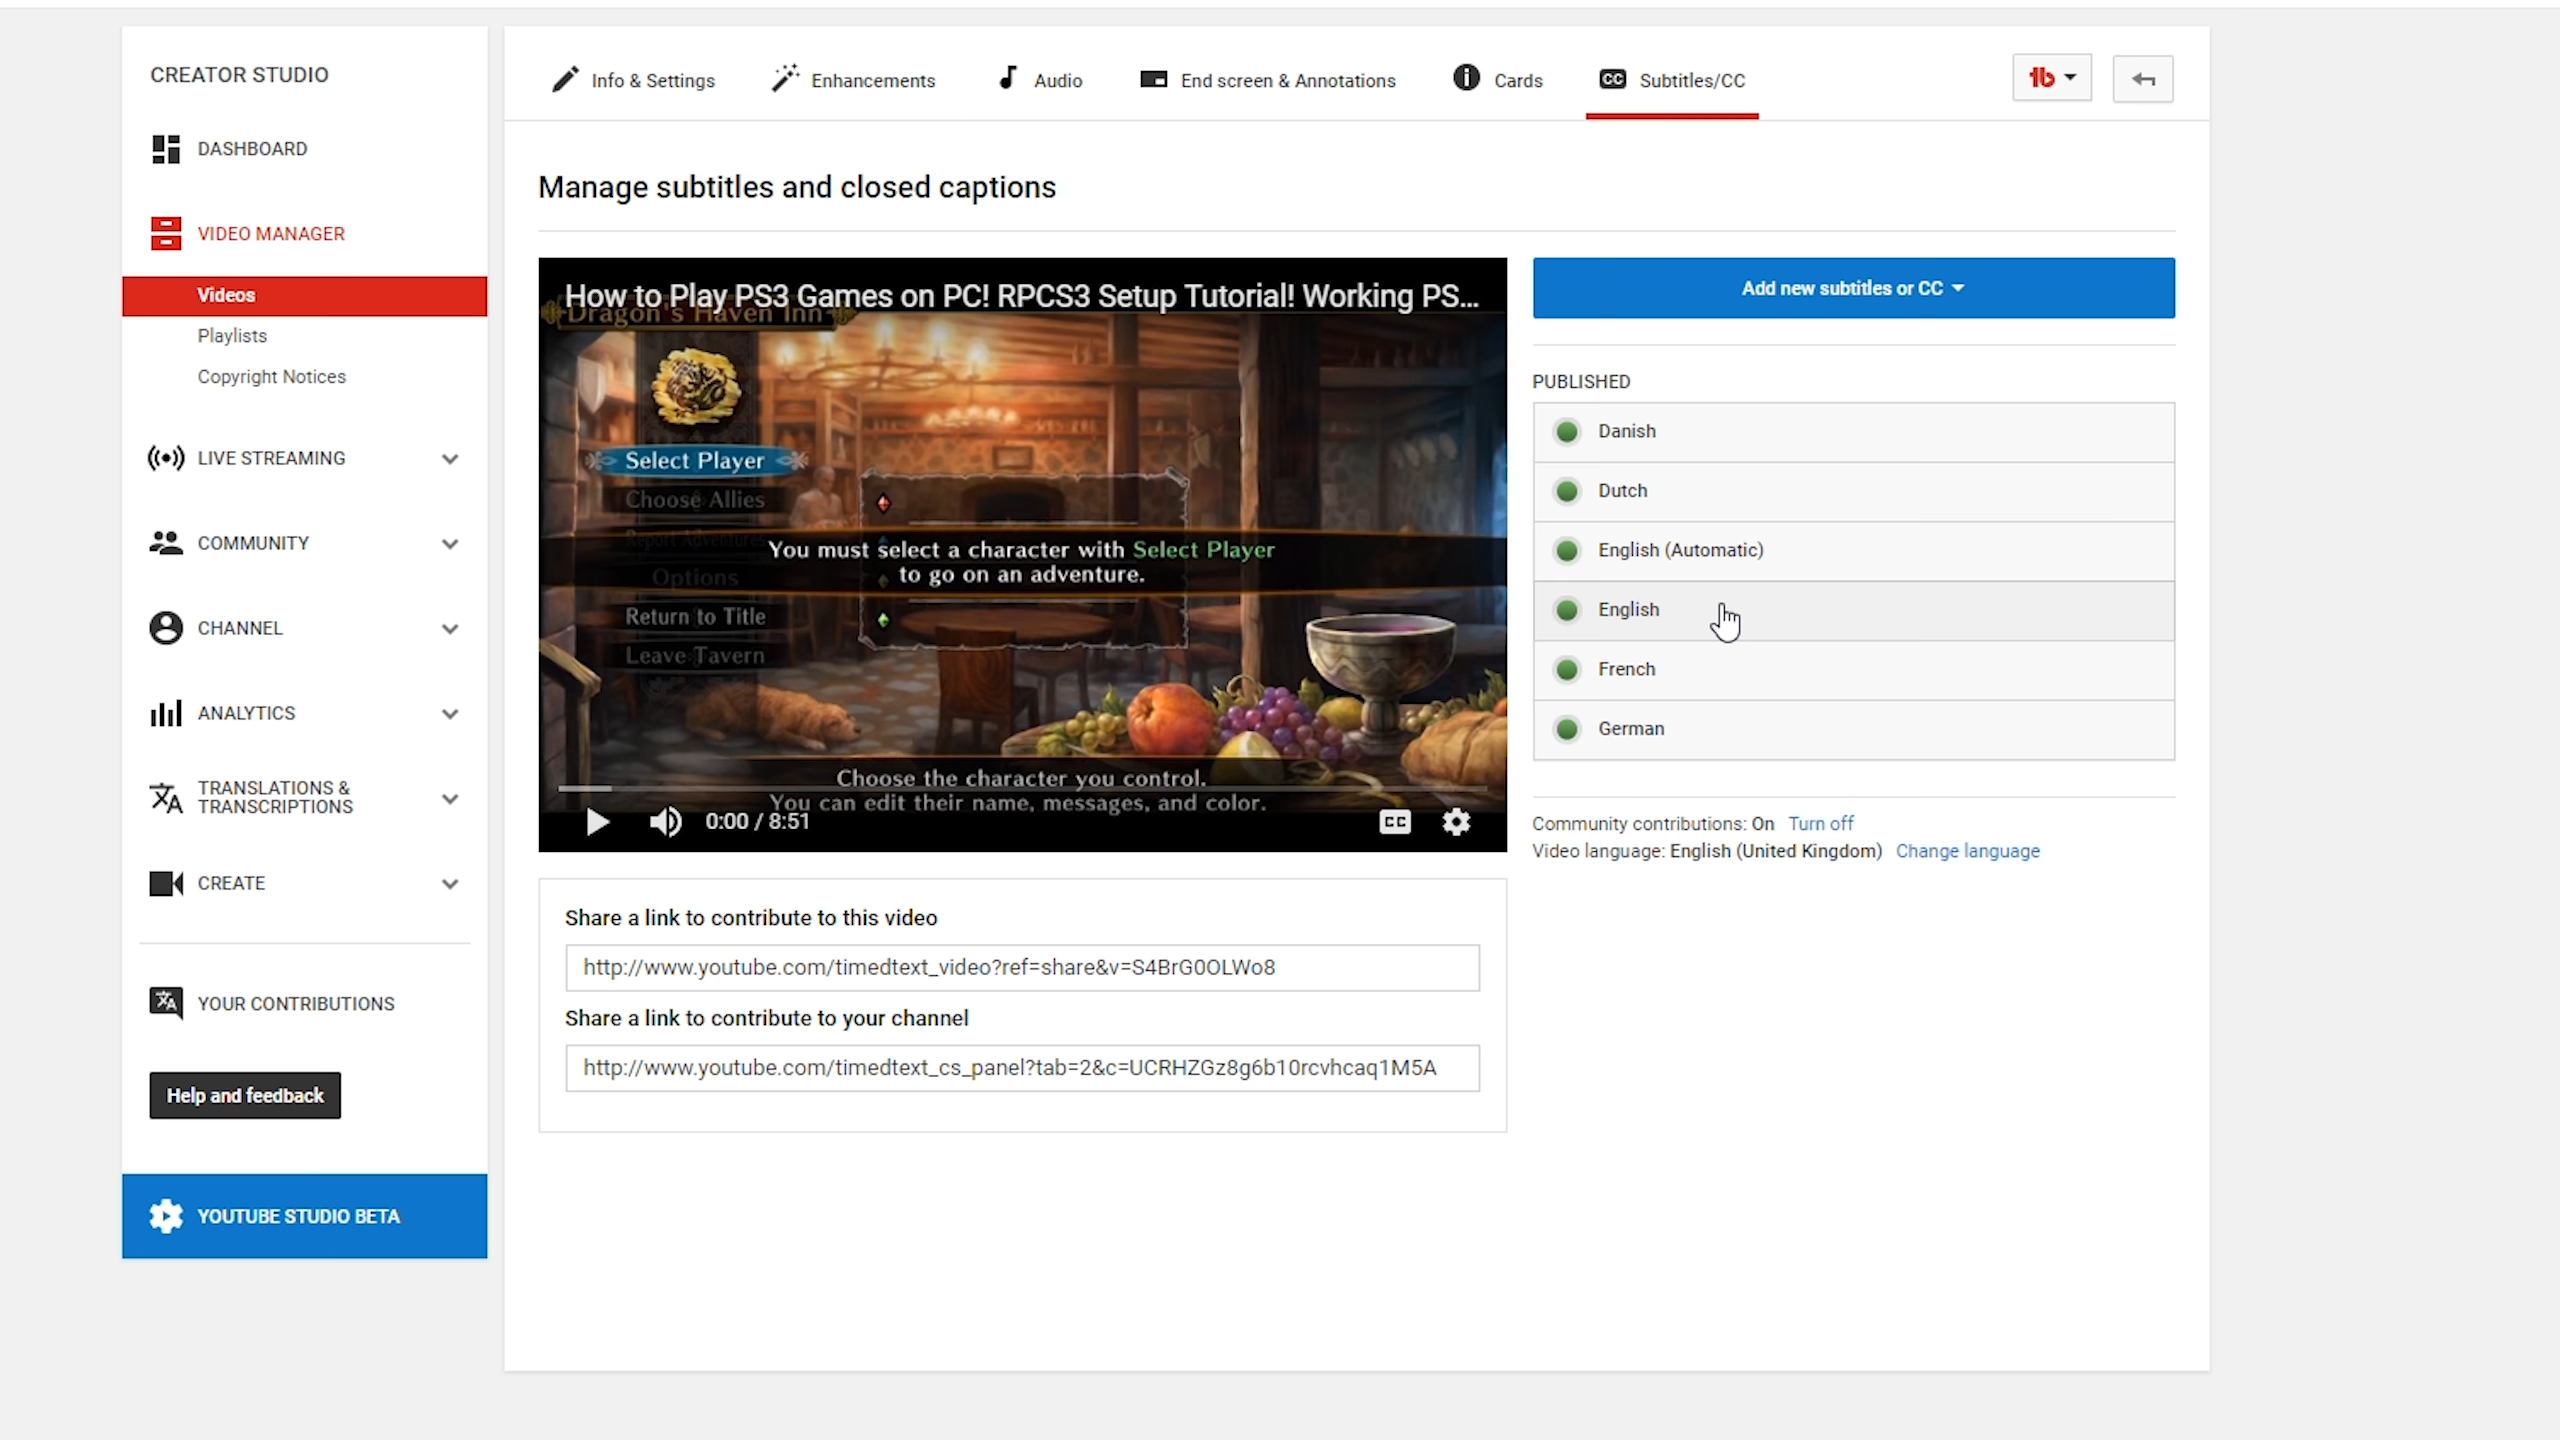 CREATOR STUDIO
DASHBOARD
VIDEO MANAGER
Videos
Playlists
Copyright Notices
LIVE STREAMING
COMMUNITY
CHANNEL
ANALYTICS
TRANSLATIONS &
TRANSCRIPTIONS
CREATE
YOUR CONTRIBUTIONS
Help and feedback
YOUTUBE STUDIO BETA
Info & Settings
Enhancements
Audio
End screen & Annotations
Cards
CC Subtitles/CC
tb
Manage subtitles and closed captions
How to Play PS3 Games on PC! RPCS3 Setup Tutorial! Working PS...
Dragon's Haven Inn
Select Player
Choose Allies
Report Adventures
You must select a character with Select Player
to go on an adventure.
Options
Return to Title
Leave Tavern
Choose the character you control.
You can edit their name, messages, and color.
0:00 / 8:51
CC
Share a link to contribute to this video
http://www.youtube.com/timedtext_video?ref=share&v=S4BrG0OLWo8
Share a link to contribute to your channel
http://www.youtube.com/timedtext_cs_panel?tab=2&c=UCRHZGz8g6b10rcvhcaq1M5A
Add new subtitles or CC
PUBLISHED
Danish
Dutch
English (Automatic)
English
French
German
Community contributions: On Turn off
Video language: English (United Kingdom) Change language